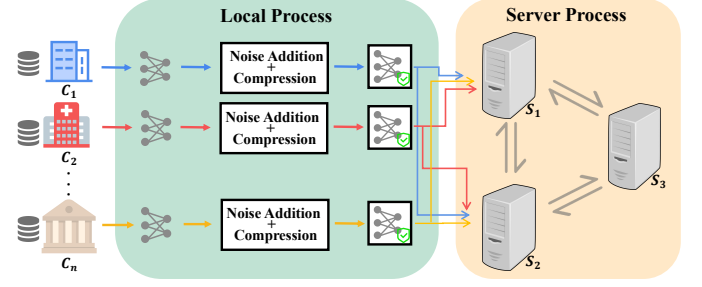 Local Process
Server Process
Noise Addition
+
Compression
C1
S1
Noise Addition
+
Compression
C2
S3
Noise Addition
+
Compression
Cn
S2